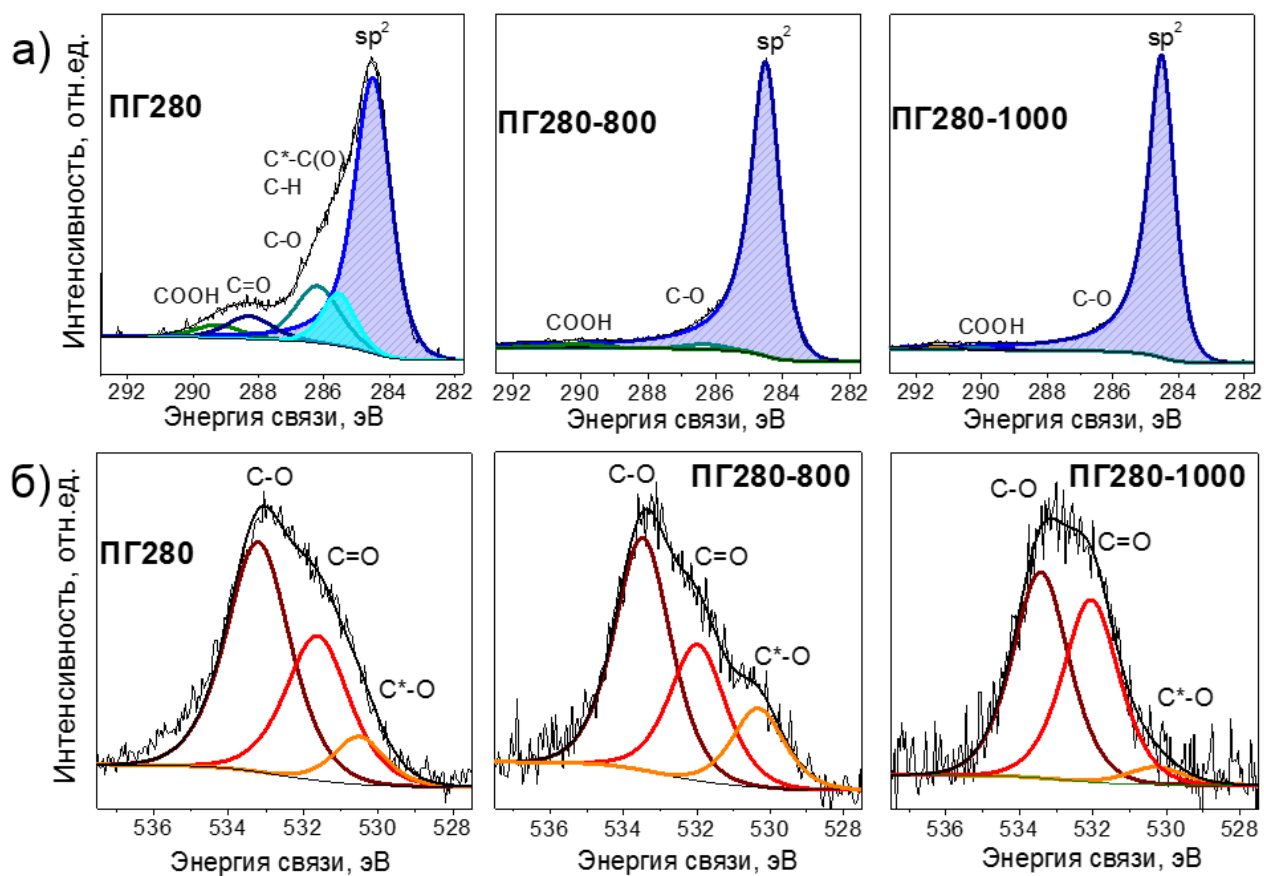 а)
Интенсивность, отн.ед.
ПГ280
sp²
C*-C(O)
C-H
C-O
C=O
COOH
292 290 288 286 284 282
Энергия связи, эВ
ПГ280-800
sp²
C-O
COOH
292 290 288 286 284 282
Энергия связи, эВ
ПГ280-1000
sp²
C-O
COOH
292 290 288 286 284 282
Энергия связи, эВ
б)
Интенсивность, отн.ед.
C-O
ПГ280
C=O
C*-O
536 534 532 530 528
Энергия связи, эВ
C-O
ПГ280-800
C=O
C*-O
536 534 532 530 528
Энергия связи, эВ
ПГ280-1000
C-O
C=O
C*-O
536 534 532 530 528
Энергия связи, эВ